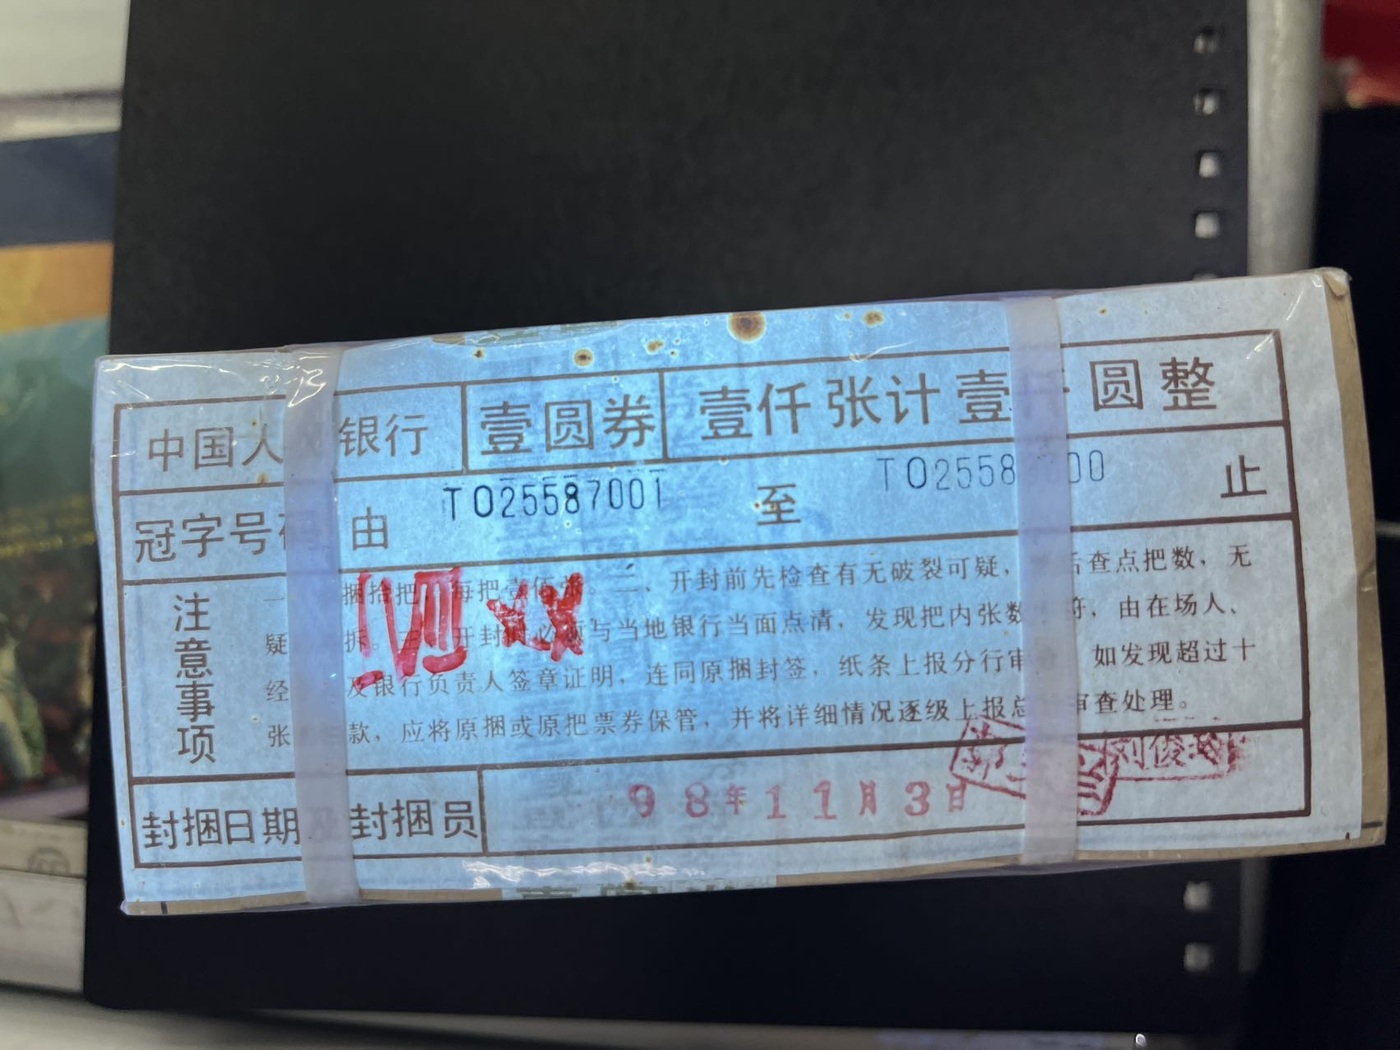 中国人 银行 壹圆券 壹仟张计壹 圆整
冠字号 由 TO25587001 至 TO2558 00 止
注意事项
一 捆拾把 每把壹佰 二、开封前先检查有无破裂可疑， 后查点把数，无
疑 拆 开封 必 与当地银行当面点清，发现把内张数 符，由在场人、
经 及银行负责人签章证明，连同原捆封签，纸条上报分行审 如发现超过十
张 款，应将原捆或原把票券保管，并将详细情况逐级上报总 审查处理。
封捆日期 封捆员 98年11月3日 刘俊